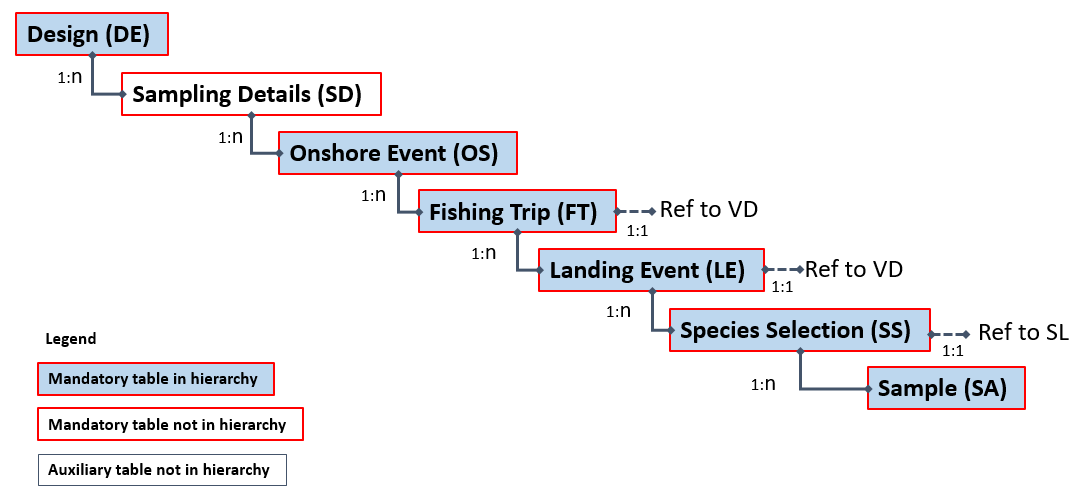 Design (DE)
1:n
Sampling Details (SD)
1:n
Onshore Event (OS)
1:n
Fishing Trip (FT)
Ref to VD
1:1
1:n
Landing Event (LE)
Ref to VD
1:1
1:n
Species Selection (SS)
Ref to SL
1:1
1:n
Sample (SA)
Legend
Mandatory table in hierarchy
Mandatory table not in hierarchy
Auxiliary table not in hierarchy